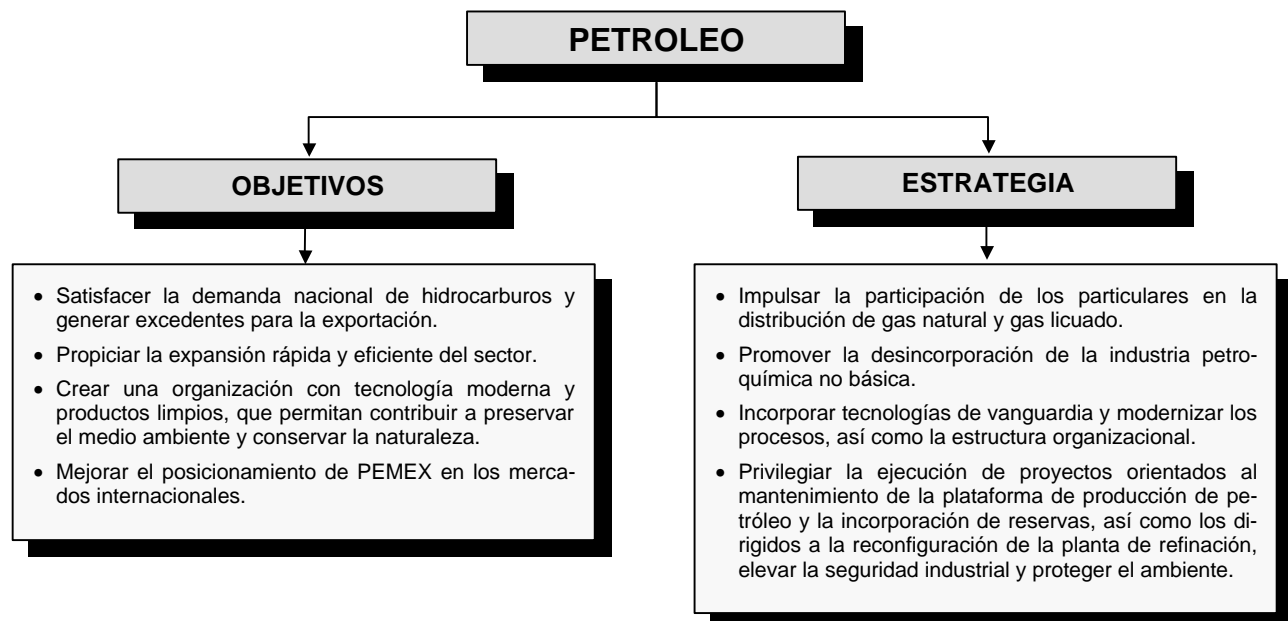 PETROLEO
OBJETIVOS
• Satisfacer la demanda nacional de hidrocarburos y
generar excedentes para la exportación.
• Propiciar la expansión rápida y eficiente del sector.
• Crear una organización con tecnología moderna y
productos limpios, que permitan contribuir a preservar
el medio ambiente y conservar la naturaleza.
• Mejorar el posicionamiento de PEMEX en los merca-
dos internacionales.
ESTRATEGIA
• Impulsar la participación de los particulares en la
distribución de gas natural y gas licuado.
• Promover la desincorporación de la industria petro-
química no básica.
• Incorporar tecnologías de vanguardia y modernizar los
procesos, así como la estructura organizacional.
• Privilegiar la ejecución de proyectos orientados al
mantenimiento de la plataforma de producción de pe-
tróleo y la incorporación de reservas, así como los di-
rigidos a la reconfiguración de la planta de refinación,
elevar la seguridad industrial y proteger el ambiente.